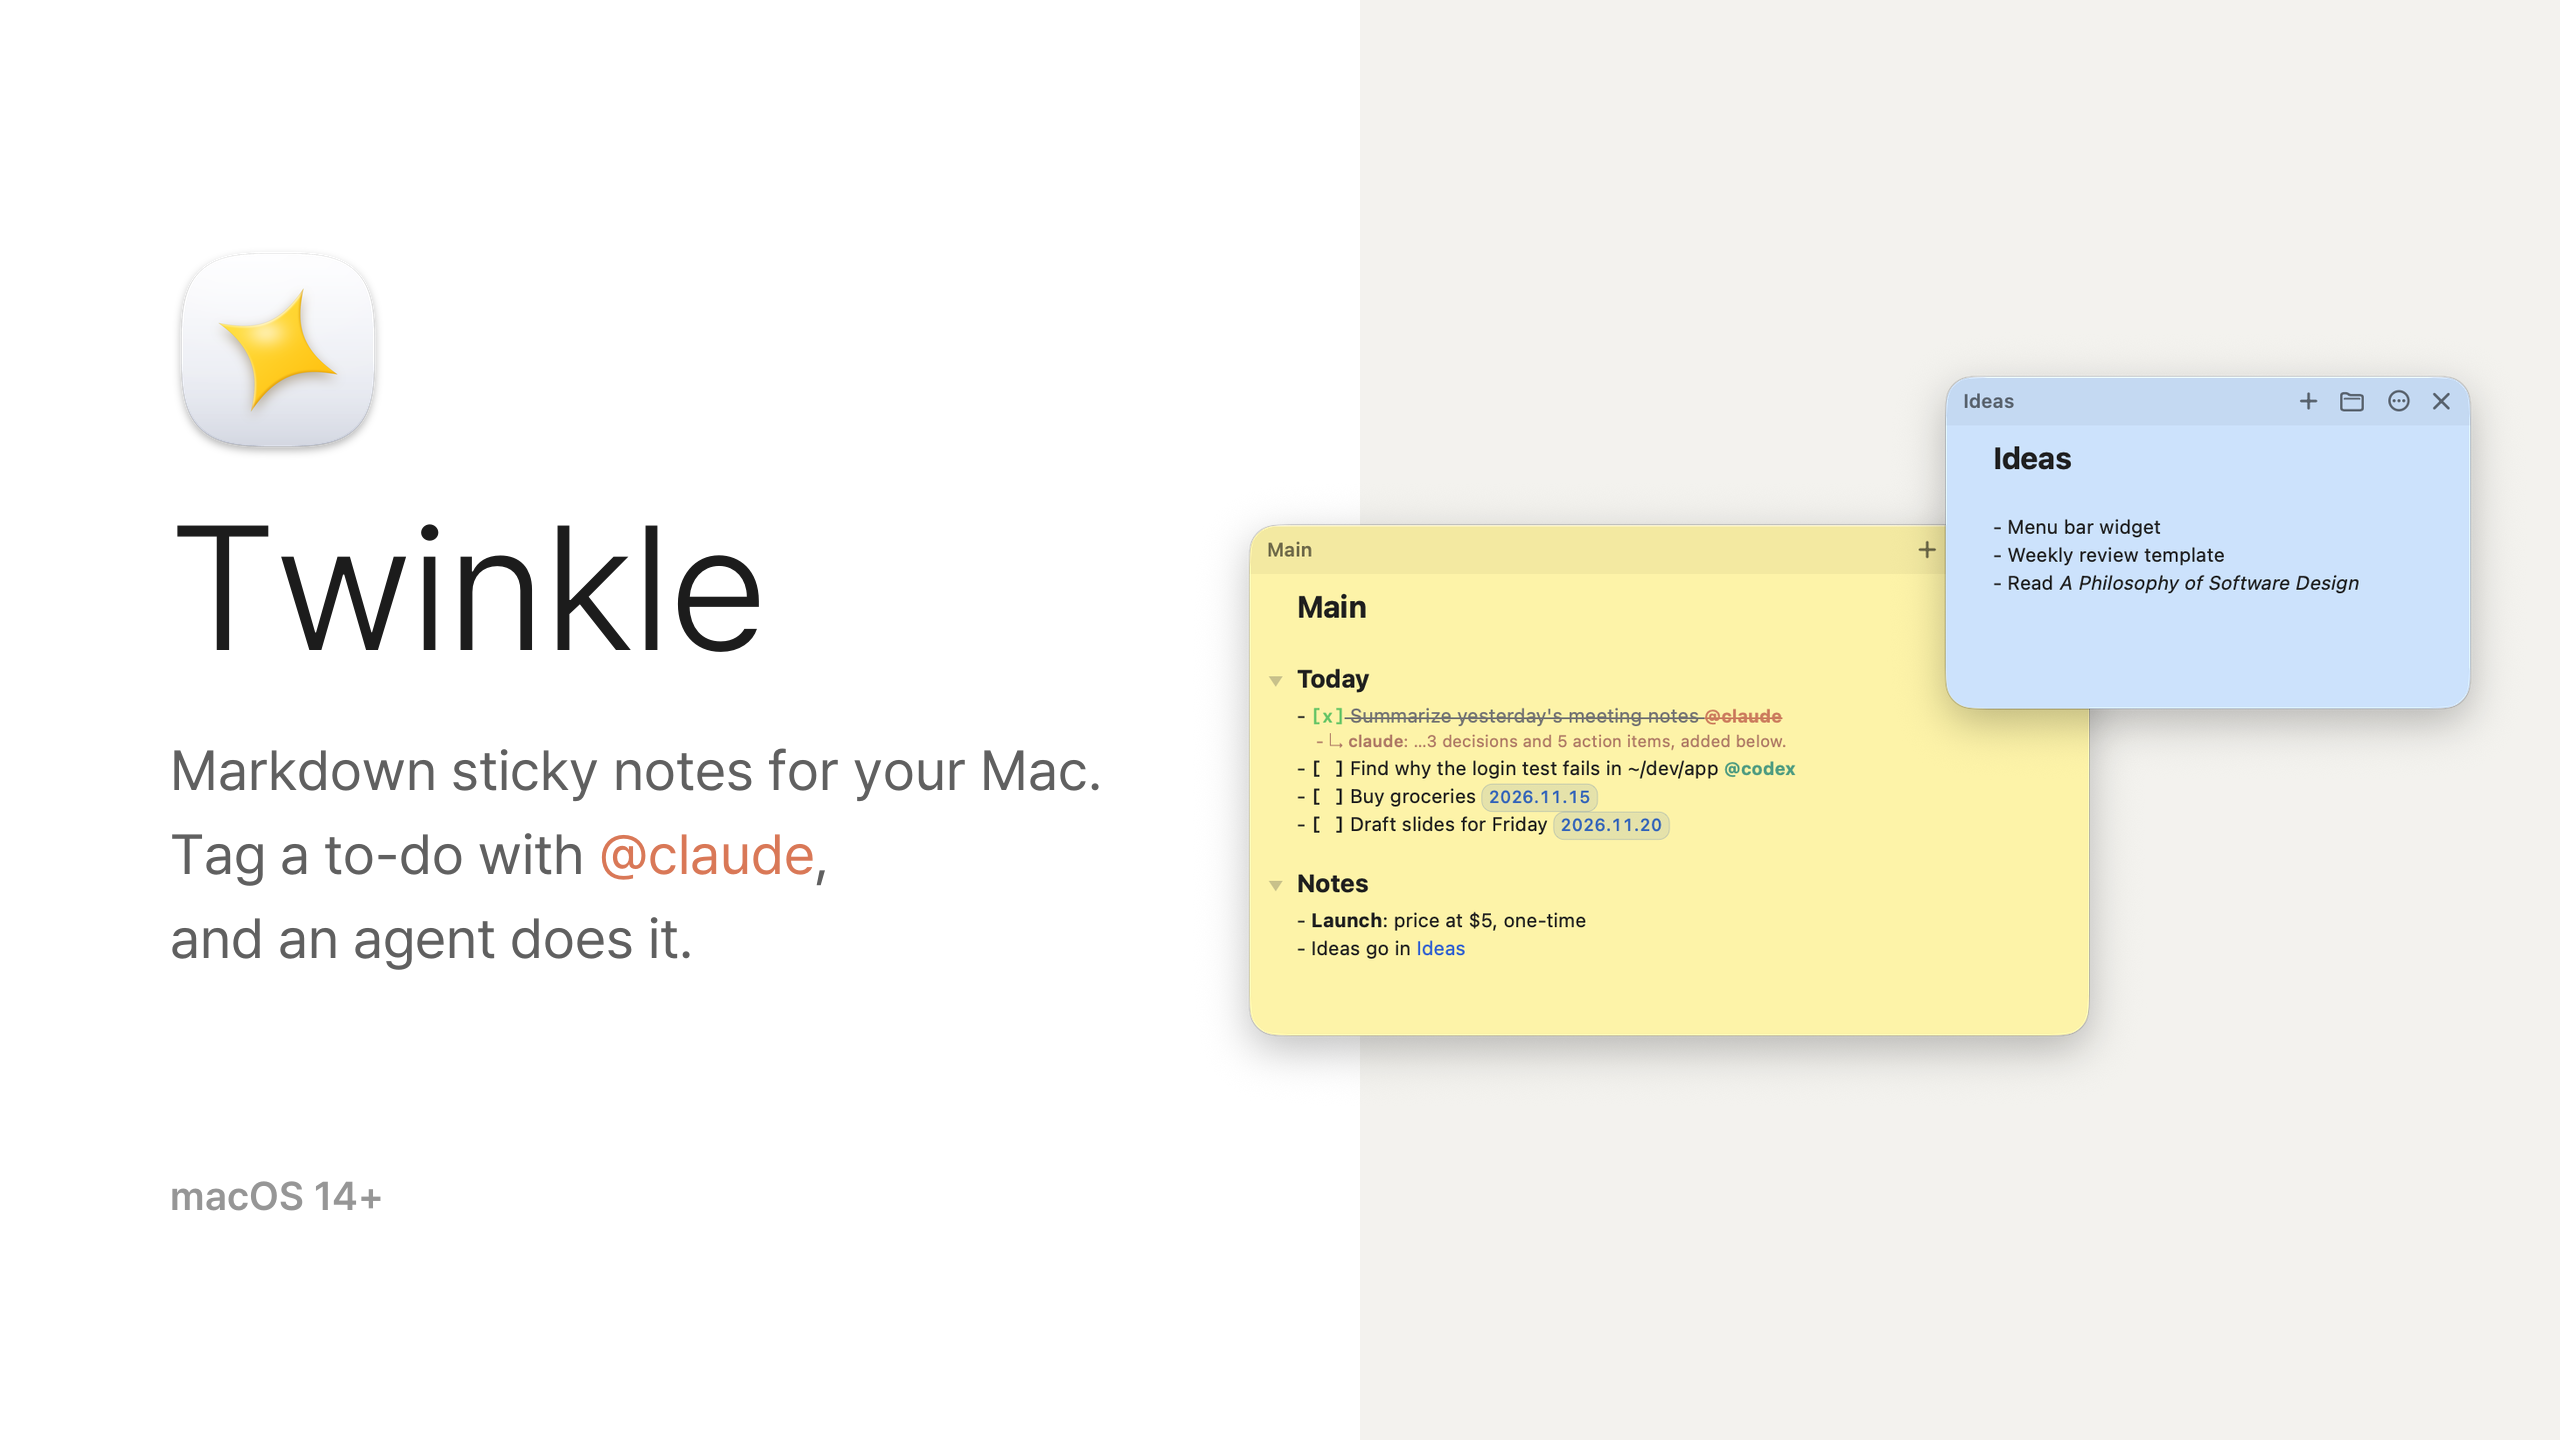 Twinkle
Markdown sticky notes for your Mac.
Tag a to-do with @claude,
and an agent does it.
macOS 14+
Main
Main
Today
- [x] Summarize yesterday's meeting notes @claude
- ↳ claude: ...3 decisions and 5 action items, added below.
- [ ] Find why the login test fails in ~/dev/app @codex
- [ ] Buy groceries 2026.11.15
- [ ] Draft slides for Friday 2026.11.20
Notes
- Launch: price at $5, one-time
- Ideas go in Ideas
Ideas
Ideas
- Menu bar widget
- Weekly review template
- Read A Philosophy of Software Design